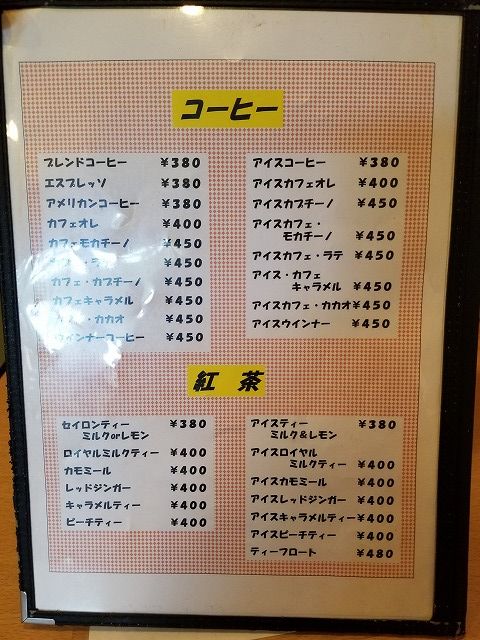 コーヒー
ブレンドコーヒー ¥380
エスプレッソ ¥380
アメリカンコーヒー ¥380
カフェオレ ¥400
カフェモカチーノ ¥450
ラテ ¥450
カフェ・カプチーノ ¥450
カフェキャラメル ¥450
・カカオ ¥450
ウインナーコーヒー ¥450
アイスコーヒー ¥380
アイスカフェオレ ¥400
アイスカプチーノ ¥450
アイスカフェ・
モカチーノ ¥450
アイスカフェ・ラテ ¥450
アイス・カフェ
キャラメル ¥450
アイスカフェ・カカオ¥450
アイスウインナー ¥450
紅 茶
セイロンティー ¥380
ミルクorレモン
ロイヤルミルクティー ¥400
カモミール ¥400
レッドジンガー ¥400
キャラメルティー ¥400
ピーチティー ¥400
アイスティー ¥380
ミルク&レモン
アイスロイヤル
ミルクティー ¥400
アイスカモミール ¥400
アイスレッドジンガー ¥400
アイスキャラメルティー¥400
アイスピーチティー ¥400
ティーフロート ¥480